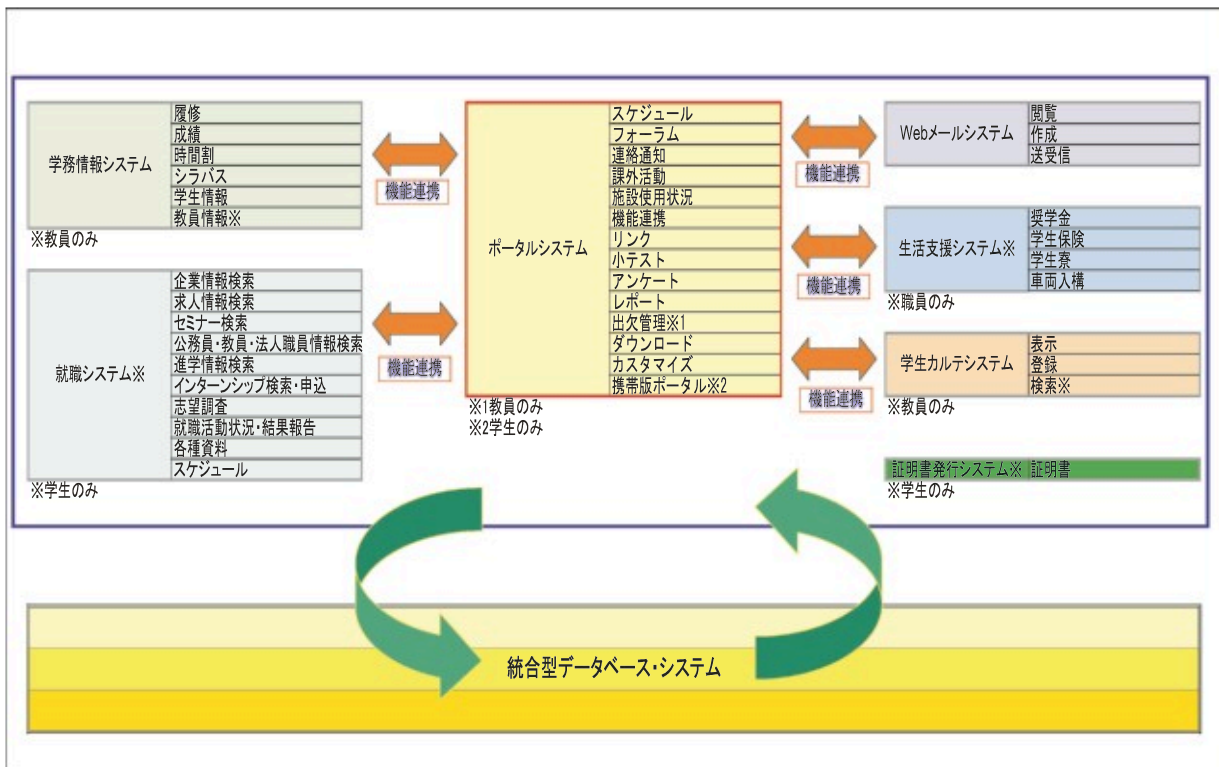 学務情報システム
履修
成績
時間割
シラバス
学生情報
教員情報※
※教員のみ
機能連携
就職システム※
企業情報検索
求人情報検索
セミナー検索
公務員・教員・法人職員情報検索
進学情報検索
インターンシップ検索・申込
志望調査
就職活動状況・結果報告
各種資料
スケジュール
※学生のみ
機能連携
ポータルシステム
スケジュール
フォーラム
連絡通知
課外活動
施設使用状況
機能連携
リンク
小テスト
アンケート
レポート
出欠管理※1
ダウンロード
カスタマイズ
携帯版ポータル※2
※1教員のみ
※2学生のみ
機能連携
Webメールシステム
閲覧
作成
送受信
機能連携
生活支援システム※
奨学金
学生保険
学生寮
車両入構
※職員のみ
機能連携
学生カルテシステム
表示
登録
検索※
※教員のみ
証明書発行システム※
証明書
※学生のみ
統合型データベース・システム